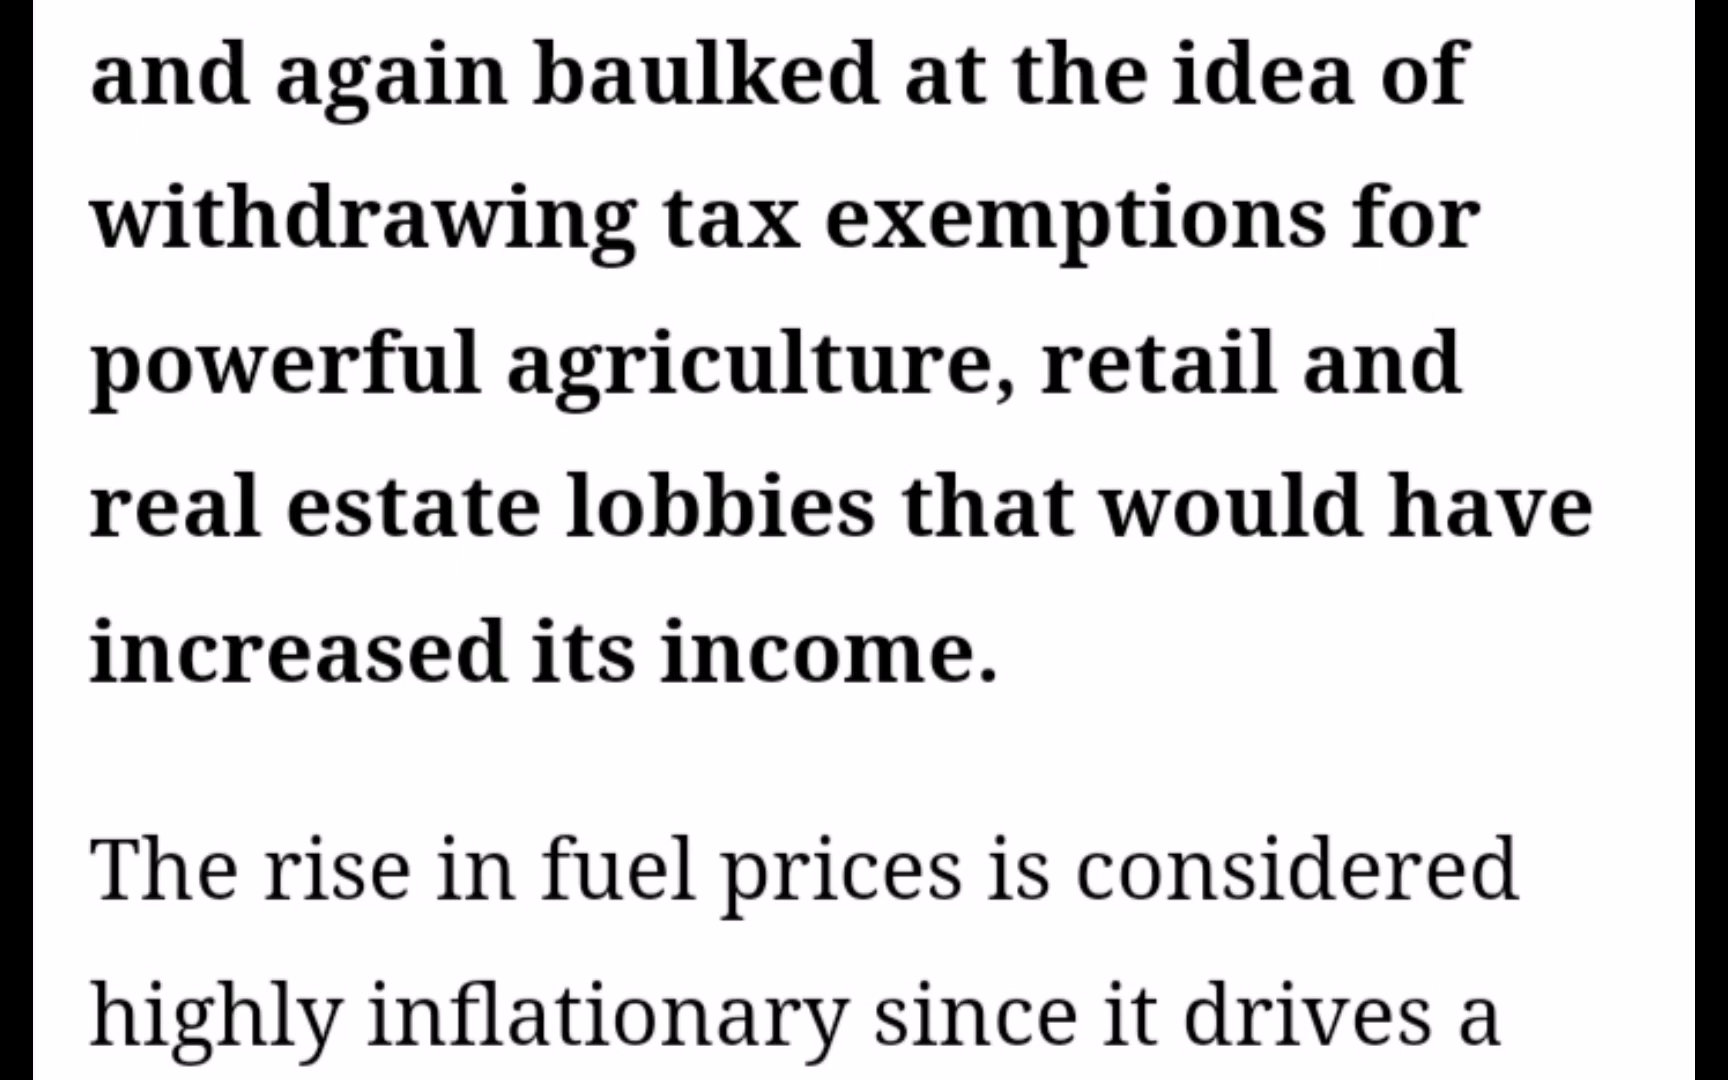 and again baulked at the idea of
withdrawing tax exemptions for
powerful agriculture, retail and
real estate lobbies that would have
increased its income.
The rise in fuel prices is considered
highly inflationary since it drives a